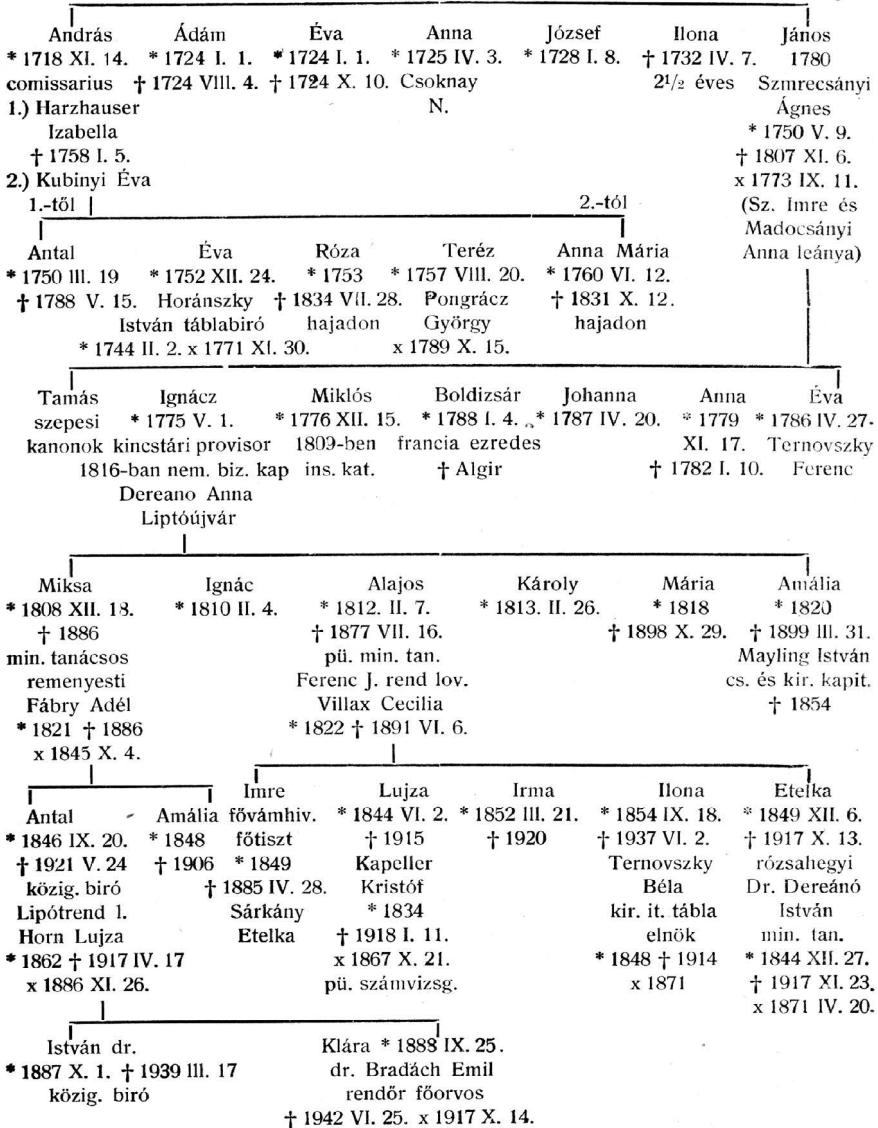 András Ádám Éva Anna József Ilona János
* 1718 XI. 14. * 1724 I. 1. * 1724 I. 1. * 1725 IV. 3. * 1728 I. 8. † 1732 IV. 7. 1780
comissarius † 1724 VIII. 4. † 1724 X. 10. Csoknay 2½ éves Szmrecsányi
1.) Harzhauser N. Ágnes
Izabella * 1750 V. 9.
† 1758 I. 5. † 1807 XI. 6.
2.) Kubinyi Éva x 1773 IX. 11.
1.-től 2.-tól (Sz. Imre és
Madocsányi
Antal Éva Róza Teréz Anna Mária Anna leánya)
* 1750 III. 19 * 1752 XII. 24. * 1753 * 1757 VIII. 20. * 1760 VI. 12.
† 1788 V. 15. Horánszky † 1834 VII. 28. Pongrácz † 1831 X. 12.
István táblabiró hajadon György hajadon
* 1744 II. 2. x 1771 XI. 30. x 1789 X. 15.
Tamás Ignácz Miklós Boldizsár Johanna Anna Éva
szepesi * 1775 V. 1. * 1776 XII. 15. * 1788 I. 4. * 1787 IV. 20. * 1779 * 1786 IV. 27.
kanonok kincstári provisor 1809-ben francia ezredes XI. 17. Ternovszky
1816-ban nem. biz. kap ins. kat. † Algir † 1782 I. 10. Ferenc
Dereano Anna
Liptóújvár
Miksa Ignác Alajos Károly Mária Amália
* 1808 XII. 18. * 1810 II. 4. * 1812. II. 7. * 1813. II. 26. * 1818 * 1820
† 1886 † 1877 VII. 16. † 1898 X. 29. † 1899 III. 31.
min. tanácsos pü. min. tan. Mayling István
remenyesti Ferenc J. rend lov. cs. és kir. kapit.
Fábry Adél Villax Cecilia † 1854
* 1821 † 1886 * 1822 † 1891 VI. 6.
x 1845 X. 4.
Imre Lujza Irma Ilona Etelka
Antal Amália fővámhiv. * 1844 VI. 2. * 1852 III. 21. * 1854 IX. 18. * 1849 XII. 6.
* 1846 IX. 20. * 1848 főtiszt † 1915 † 1920 † 1937 VI. 2. † 1917 X. 13.
† 1921 V. 24 † 1906 * 1849 Kapeller Ternovszky rózsahegyi
közig. biró † 1885 IV. 28. Kristóf Béla Dr. Dereánó
Lipótrend l. Sárkány * 1834 kir. it. tábla István
Horn Lujza Etelka † 1918 I. 11. elnök min. tan.
* 1862 † 1917 IV. 17 x 1867 X. 21. * 1848 † 1914 * 1844 XII. 27.
x 1886 XI. 26. pü. számvizsg. x 1871 † 1917 XI. 23.
x 1871 IV. 20.
István dr. Klára * 1888 IX. 25.
* 1887 X. 1. † 1939 III. 17 dr. Bradách Emil
közig. biró rendőr főorvos
† 1942 VI. 25. x 1917 X. 14.